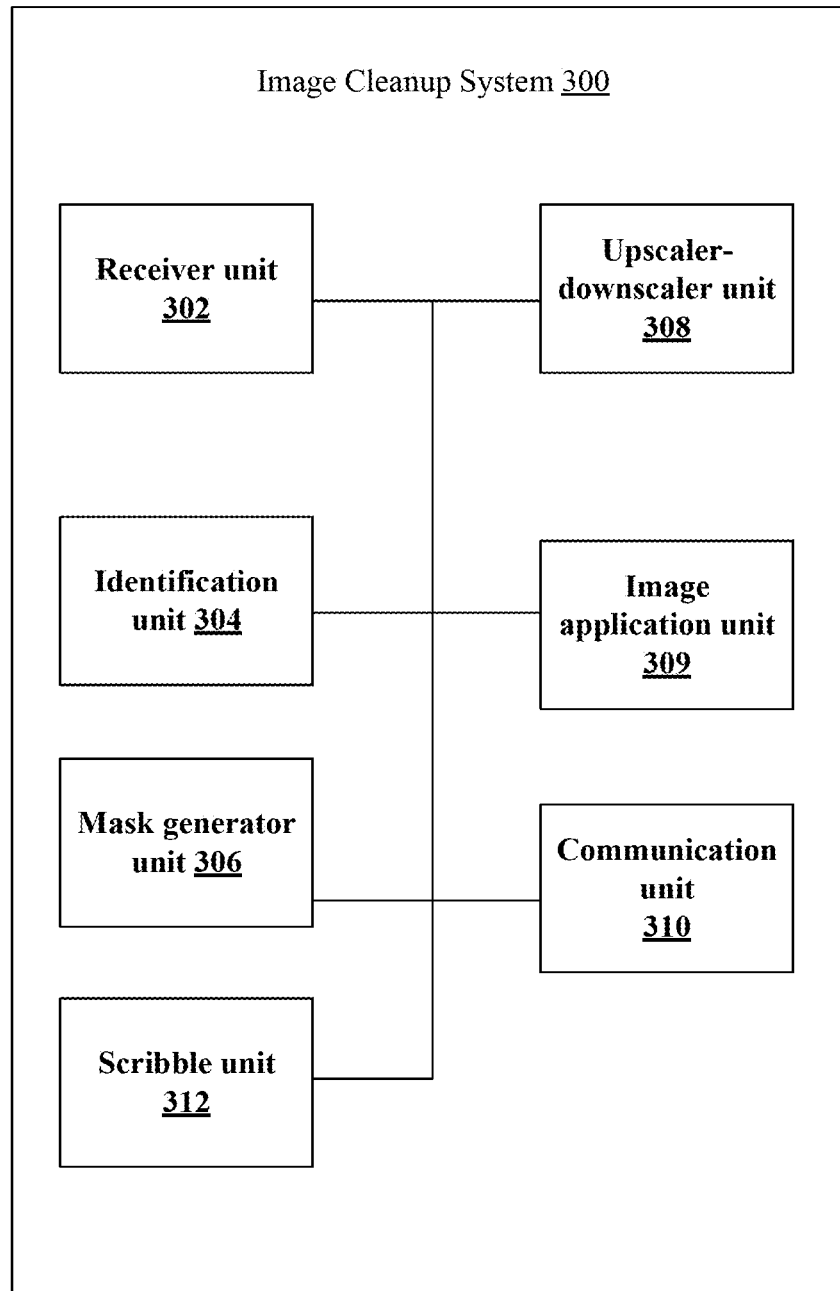 Image Cleanup System 300
Receiver unit
302
Upscaler-
downscaler unit
308
Identification
unit 304
Image
application unit
309
Mask generator
unit 306
Communication
unit
310
Scribble unit
312